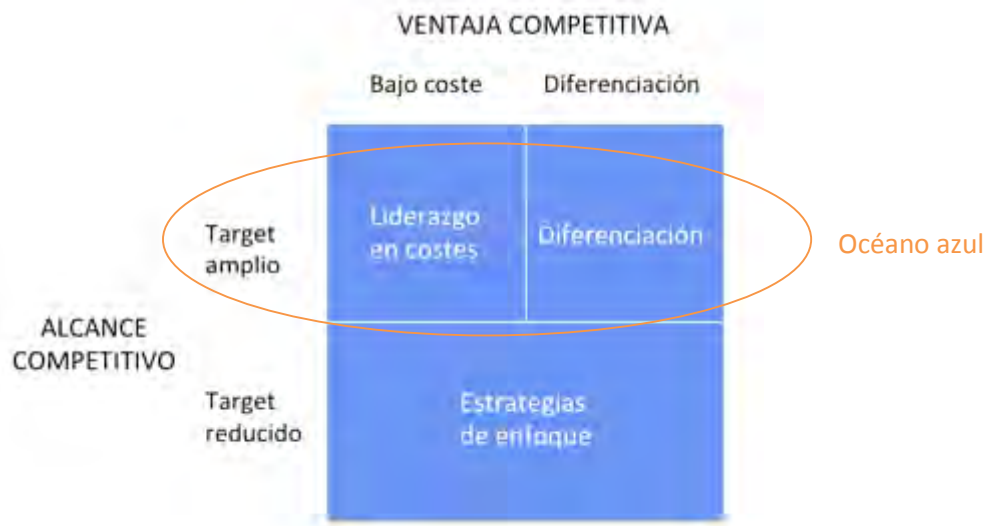 VENTAJA COMPETITIVA
Bajo coste
Diferenciación
Target
amplio
Liderazgo
en costes
Diferenciación
Océano azul
ALCANCE
COMPETITIVO
Target
reducido
Estrategias
de enfoque